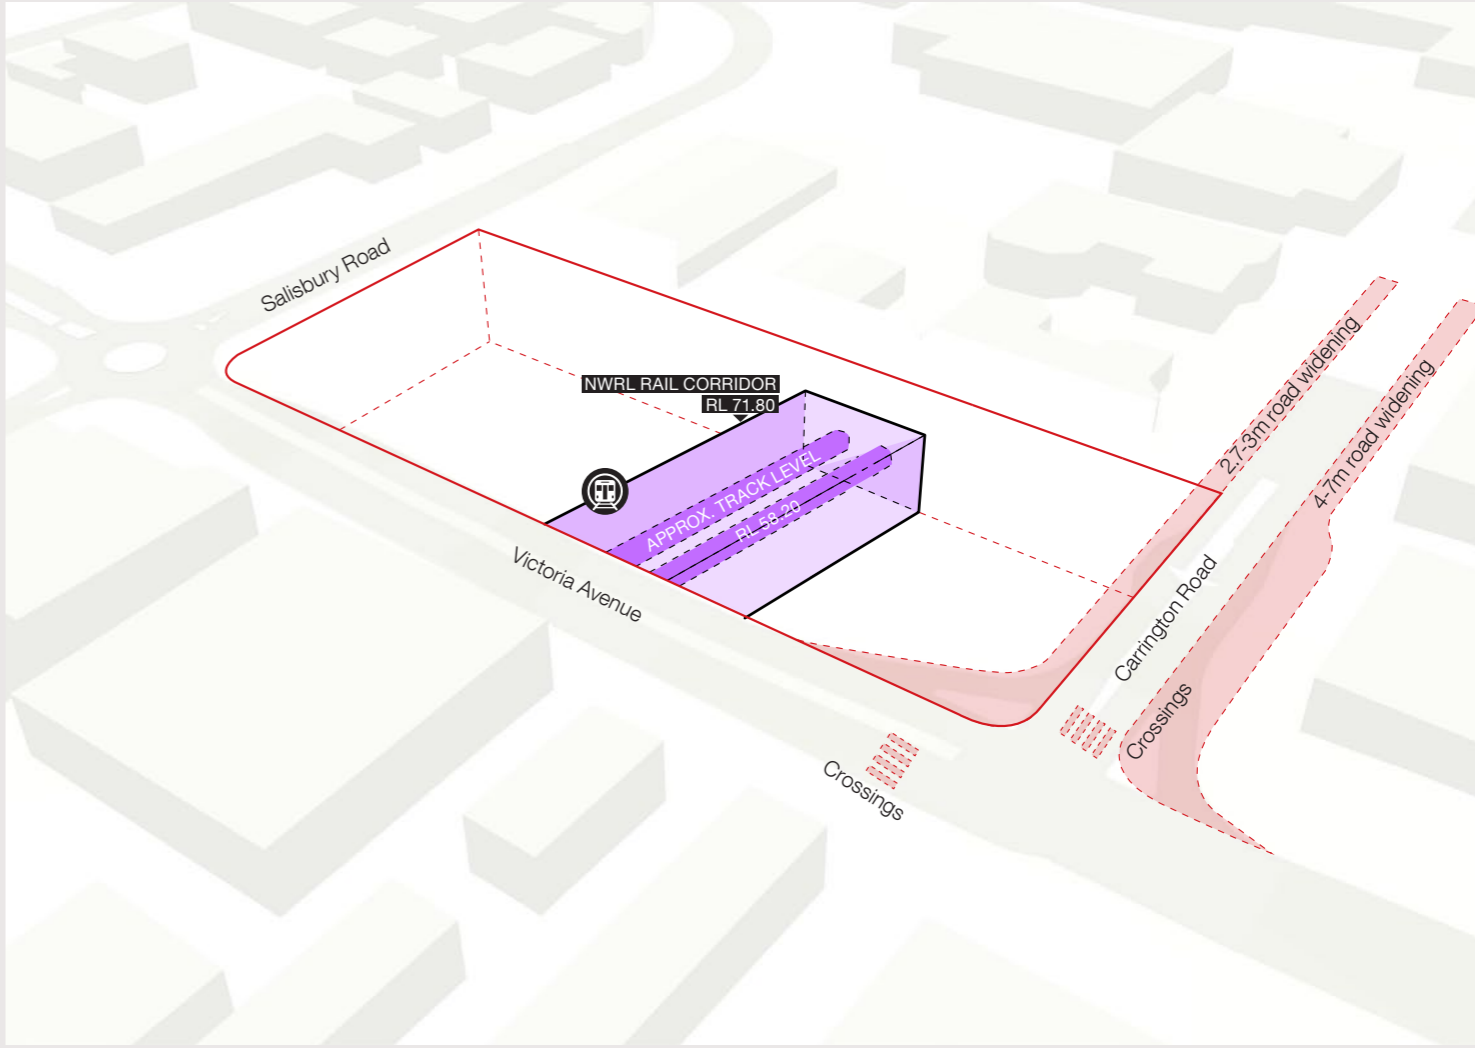 Salisbury Road
NWRL RAIL CORRIDOR
RL 71.80
2.7-3m road widening
4-7m road widening
APPROX. TRACK LEVEL
RL 58.20
Victoria Avenue
Carrington Road
Crossings
Crossings